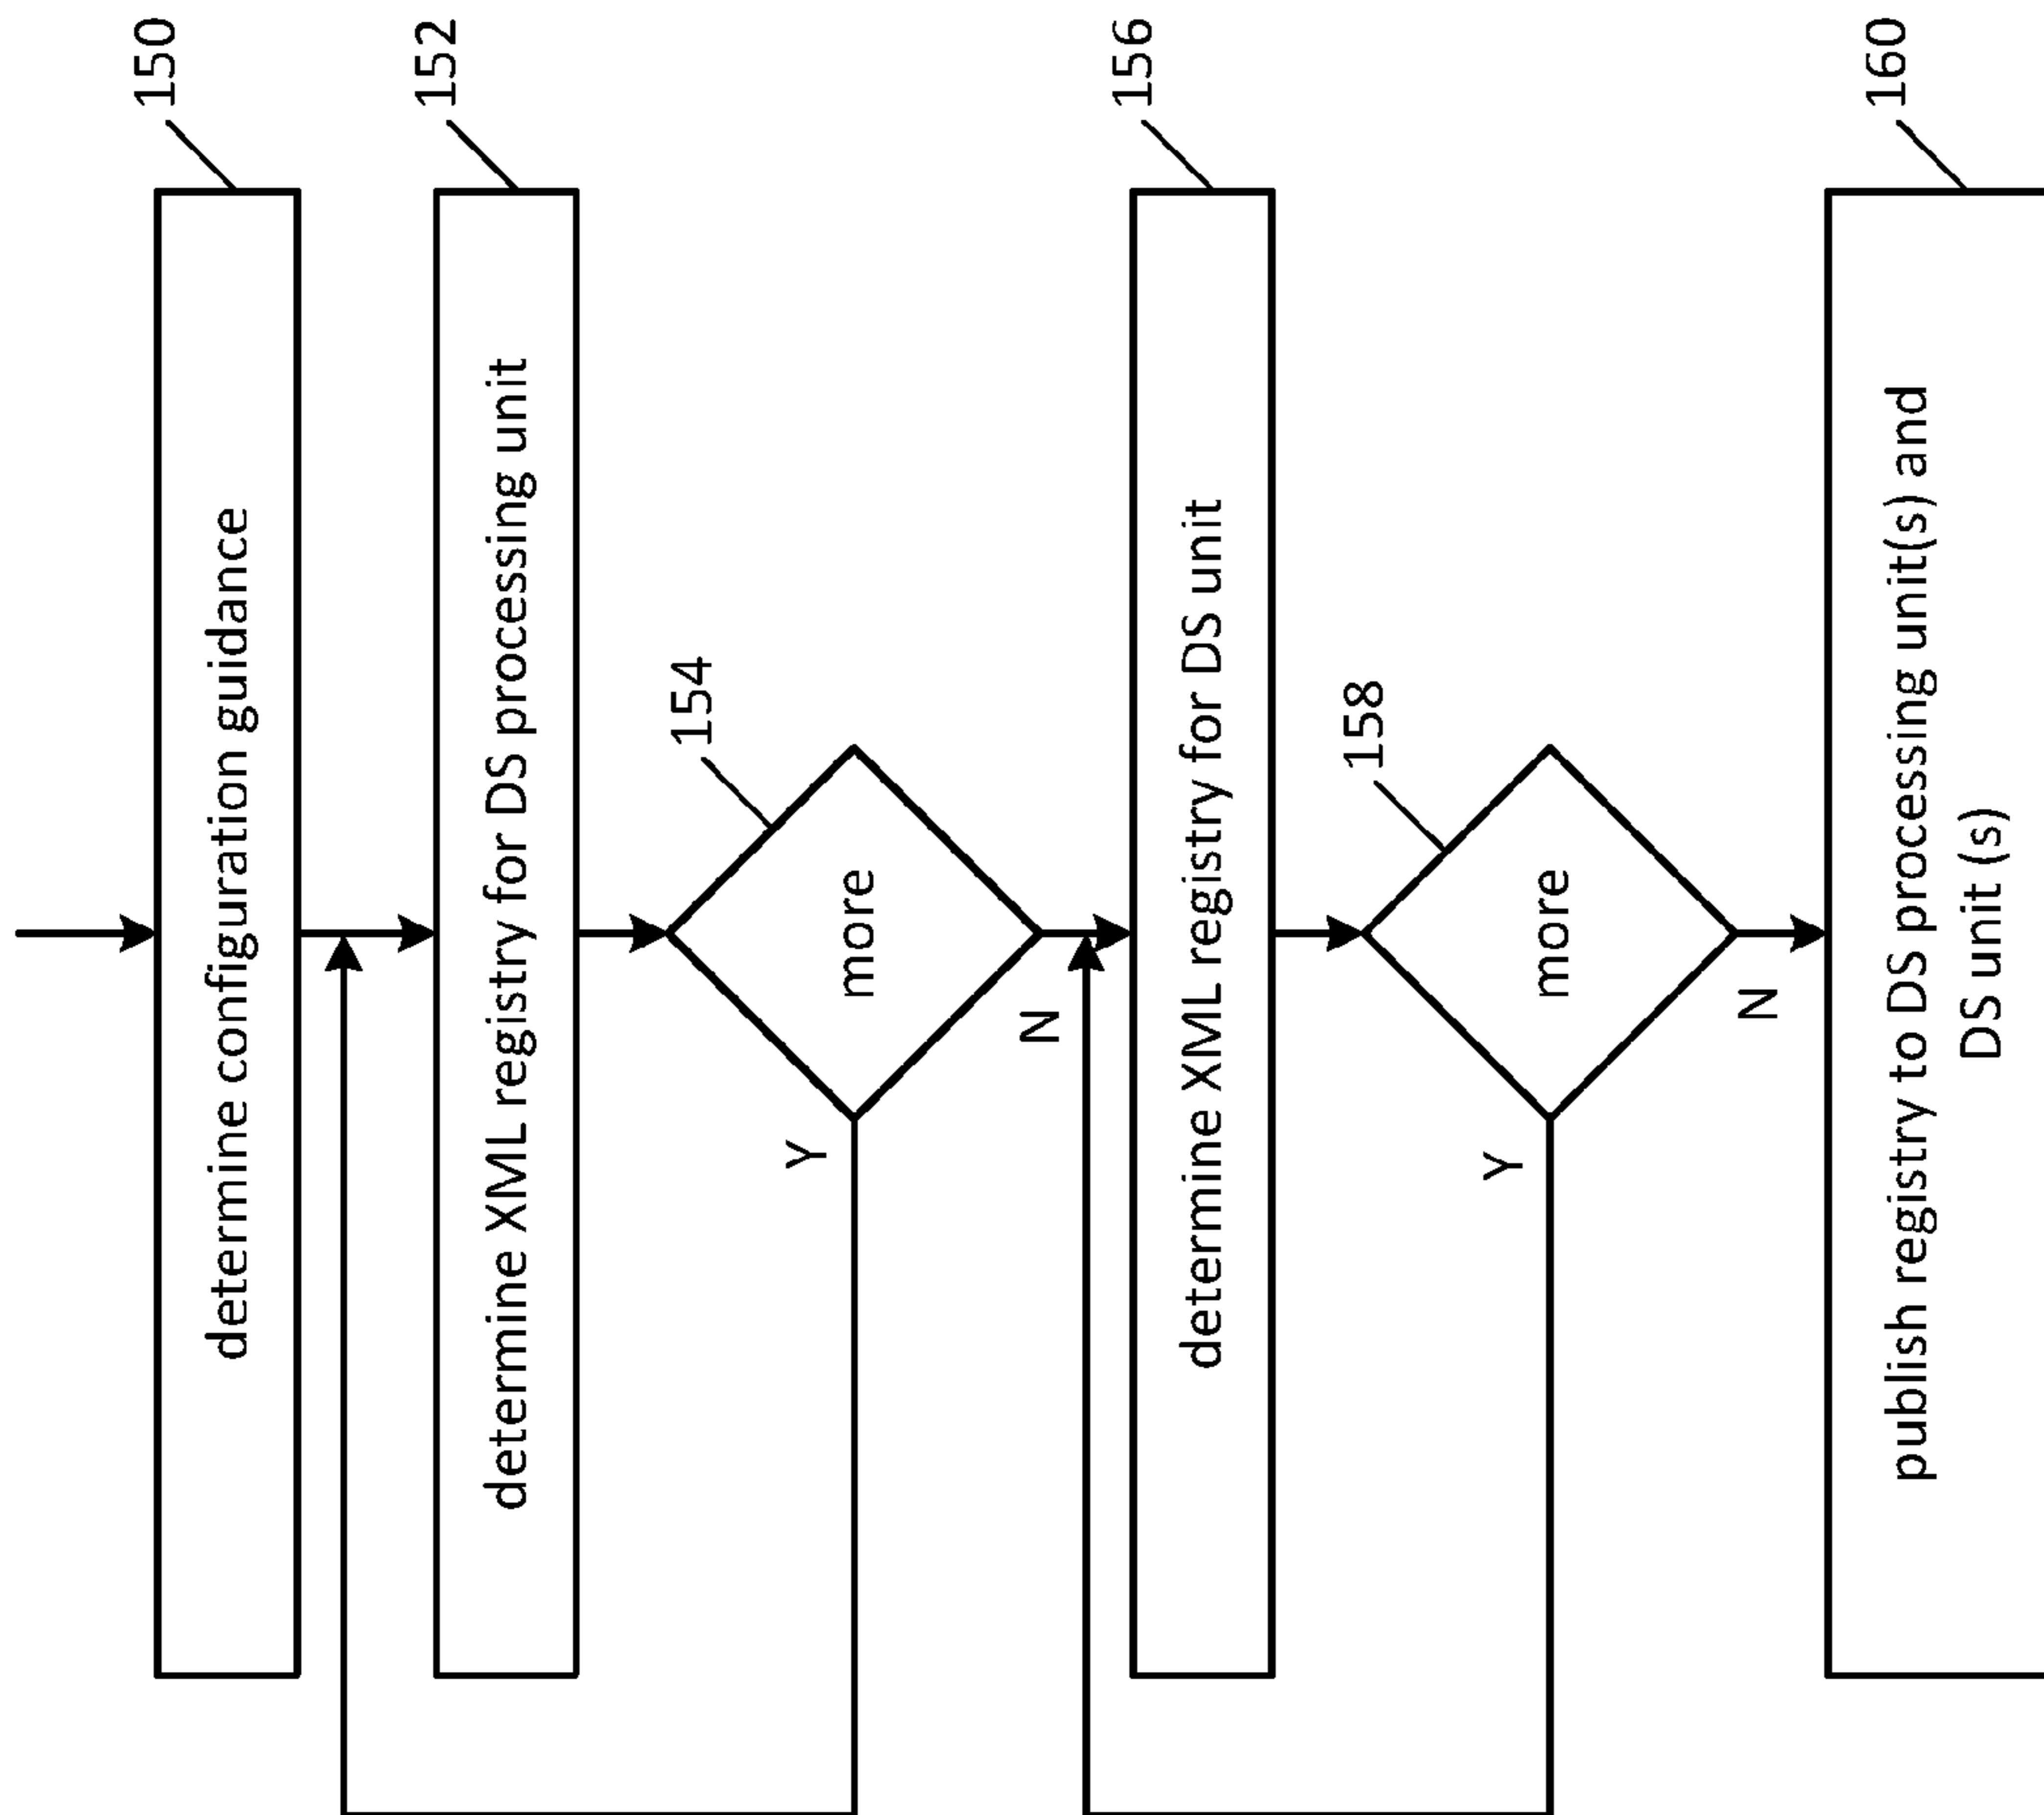 150
determine configuration guidance
152
determine XML registry for DS processing unit
154
more
Y
N
156
determine XML registry for DS unit
158
more
Y
N
160
publish registry to DS processing unit(s) and
DS unit (s)